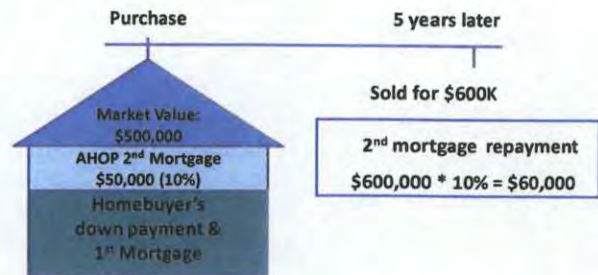 Purchase
5 years later
Sold for $600K
Market Value:
$500,000
AHOP 2nd Mortgage
$50,000 (10%)
Homebuyer's
down payment &
1st Mortgage
2nd mortgage repayment
$600,000 * 10% = $60,000